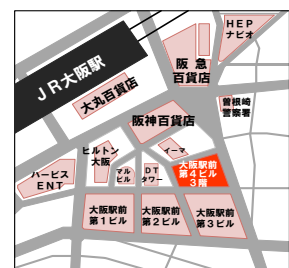 HEP
ナビオ
JR大阪駅
阪急
百貨店
大丸百貨店
曽根崎
警察署
阪神百貨店
ヒルトン
大阪
イーマ
ハービス
ENT
マル
ビル
DT
タワー
大阪駅前
第4ビル
3階
大阪駅前
第1ビル
大阪駅前
第2ビル
大阪駅前
第3ビル